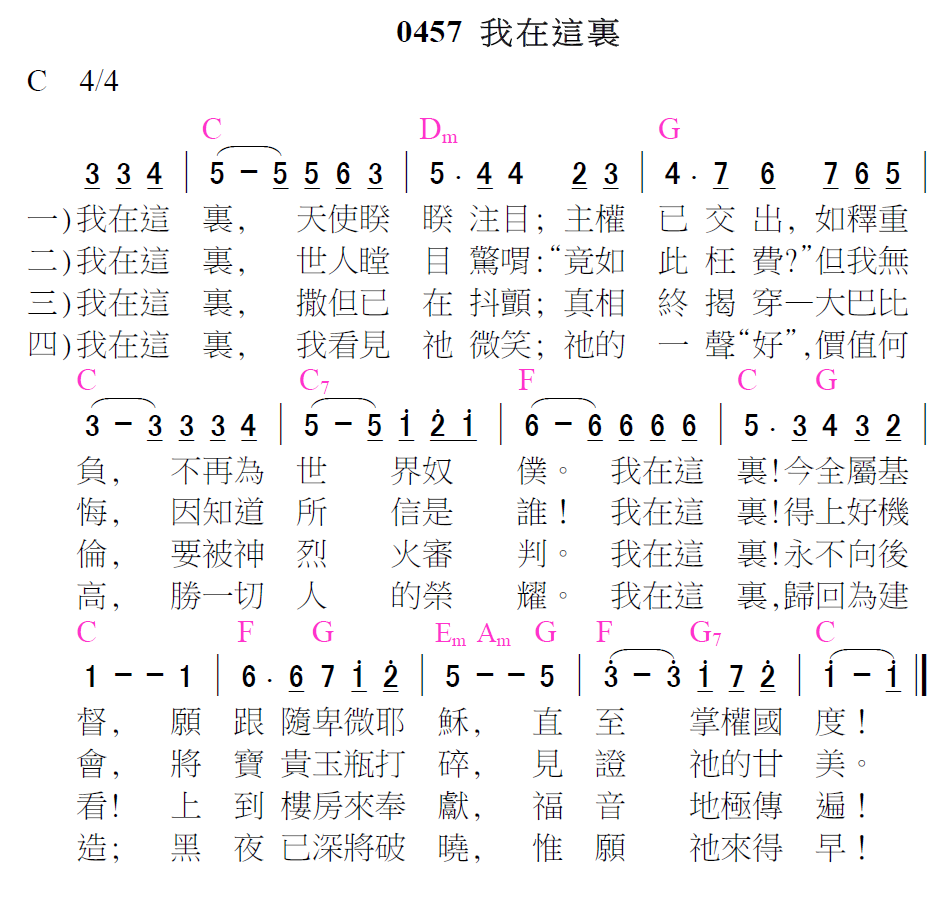 0457 我在這裏
C 4/4
C Dm G
3 3 4 | 5 – 5 5 6 3 | 5 . 4 4 2 3 | 4 . 7 6 7 6 5 |
一)我在這 裏, 天使睽 睽 注目; 主權 已 交 出, 如釋重
二)我在這 裏, 世人瞠 目 驚喟:“竟如 此 枉 費?”但我無
三)我在這 裏, 撒但已 在 抖顫; 真相 終 揭 穿—大巴比
四)我在這 裏, 我看見 祂 微笑; 祂的 一 聲“好”,價值何
C C7 F C G
3 – 3 3 3 4 | 5 – 5 i̇ 2̇ i̇ | 6 – 6 6 6 6 | 5 . 3 4 3 2 |
負, 不再為 世 界奴 僕。 我在這 裏!今全屬基
悔, 因知道 所 信是 誰! 我在這 裏!得上好機
倫, 要被神 烈 火審 判。 我在這 裏!永不向後
高, 勝一切 人 的榮 耀。 我在這 裏,歸回為建
C F G Em Am G F G7 C
1 – – 1 | 6 . 6 7 1̇ 2̇ | 5 – – 5 | 3̇ – 3̇ 1̇ 7 2̇ | 1̇ – 1̇ ‖
督, 願 跟 隨卑微耶 穌, 直 至 掌權國 度!
會, 將 寶 貴玉瓶打 碎, 見 證 祂的甘 美。
看! 上 到 樓房來奉 獻, 福 音 地極傳 遍!
造; 黑 夜 已深將破 曉, 惟 願 祂來得 早!